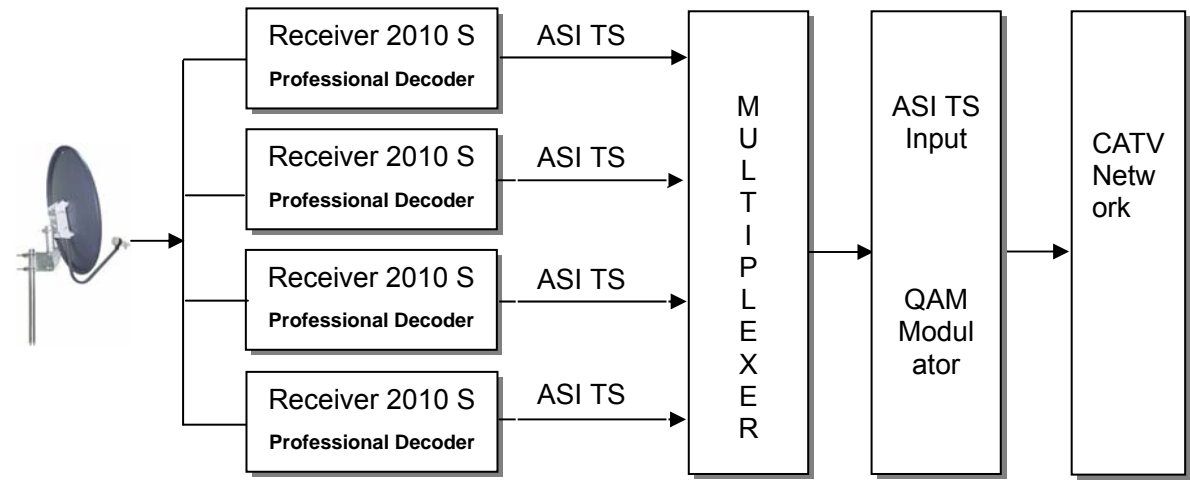 Receiver 2010 S
Professional Decoder
ASI TS
Receiver 2010 S
Professional Decoder
ASI TS
Receiver 2010 S
Professional Decoder
ASI TS
Receiver 2010 S
Professional Decoder
ASI TS
M
U
L
T
I
P
L
E
X
E
R
ASI TS
Input
QAM
Modul
ator
CATV
Netw
ork